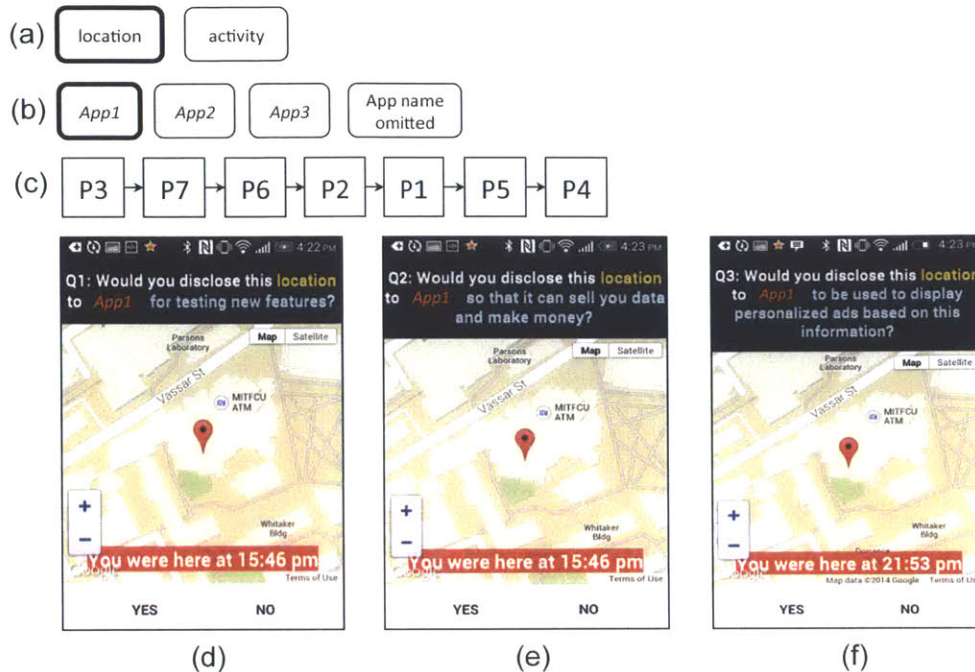 (a) location activity
(b) App1 App2 App3 App name
omitted
(c) P3 P7 P6 P2 P1 P5 P4
4:22 PM
Q1: Would you disclose this location
to App1 for testing new features?
Parsons
Laboratory
Map Satellite
Vassar St
MITFCU
ATM
+
−
Whitaker
Bldg
You were here at 15:46 pm
Google
Terms of Use
YES NO
(d)
4:23 PM
Q2: Would you disclose this location
to App1 so that it can sell you data
and make money?
Parsons
Laboratory
Map Satellite
Vassar St
MITFCU
ATM
+
−
Whitaker
Bldg
You were here at 15:46 pm
Google
Terms of Use
YES NO
(e)
4:23 P
Q3: Would you disclose this location
to App1 to be used to display
personalized ads based on this
information?
Parsons
Laboratory
Map Satellite
Vassar St
MITFCU
ATM
+
−
Whitaker
Bldg
You were here at 21:53 pm
Google
Map data ©2014 Google Terms of Use
YES NO
(f)